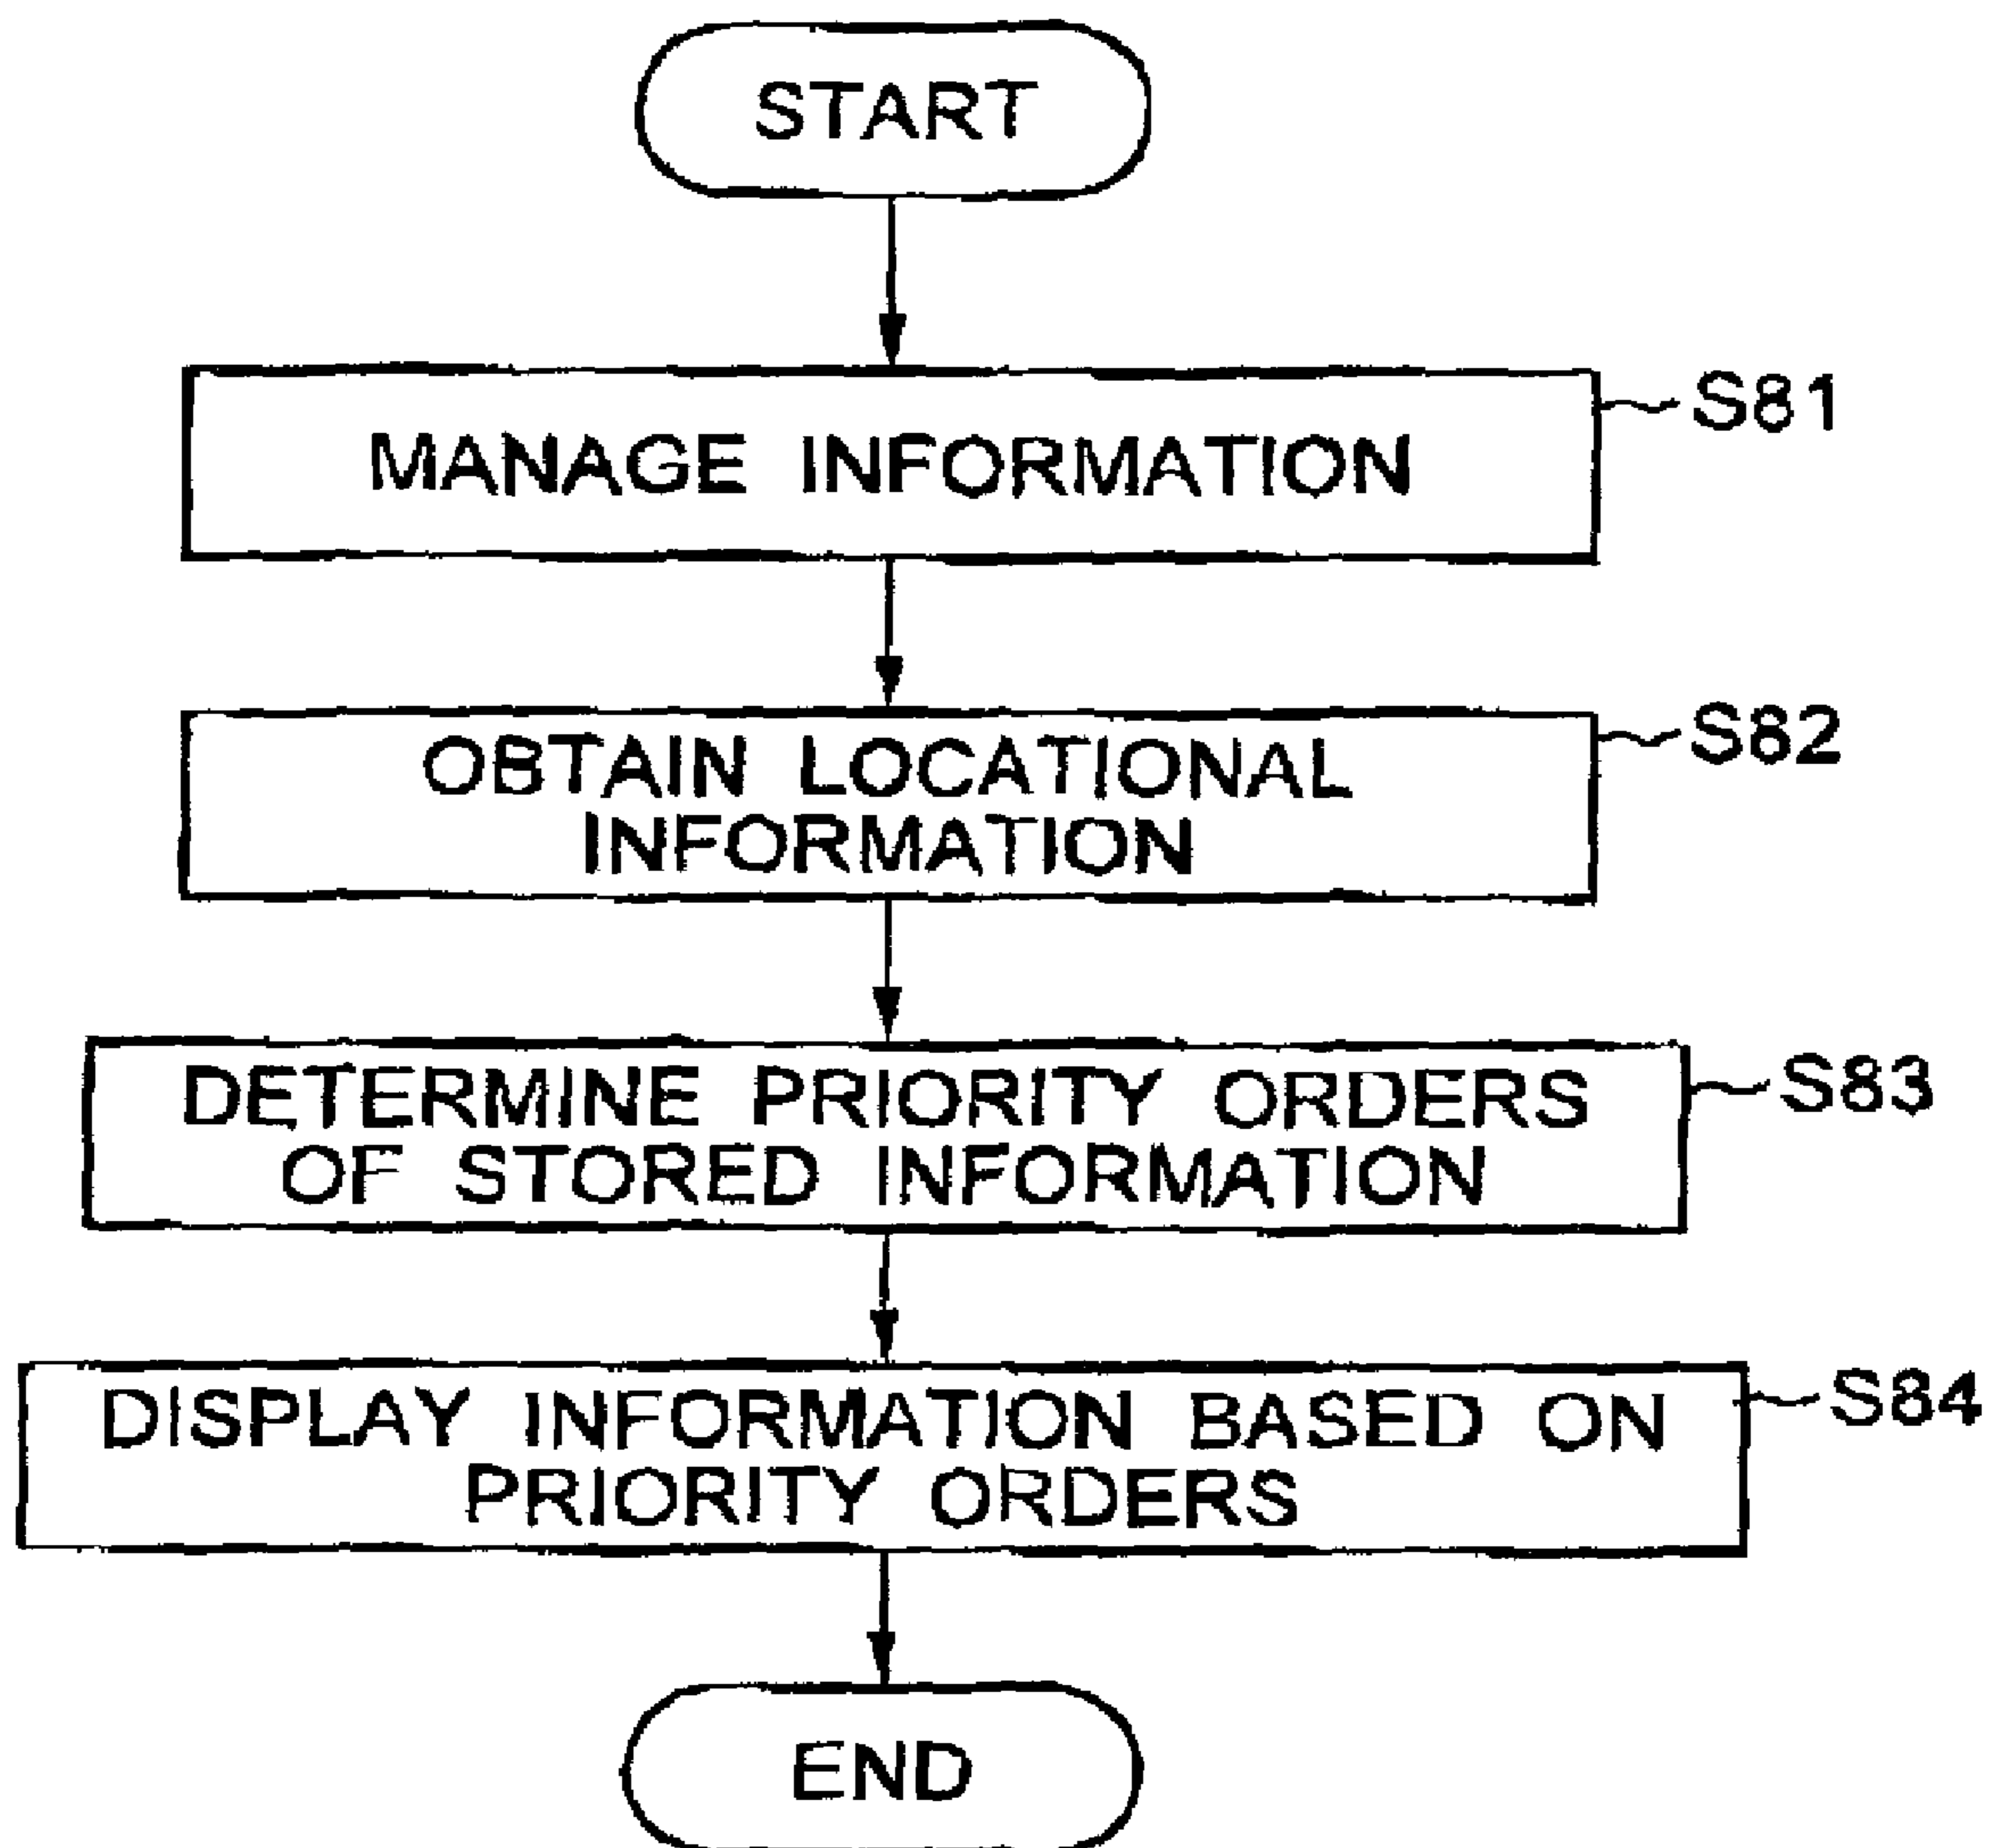 START
MANAGE INFORMATION
S81
OBTAIN LOCATIONAL
INFORMATION
S82
DETERMINE PRIORITY ORDERS
OF STORED INFORMATION
S83
DISPLAY INFORMATION BASED ON
PRIORITY ORDERS
S84
END